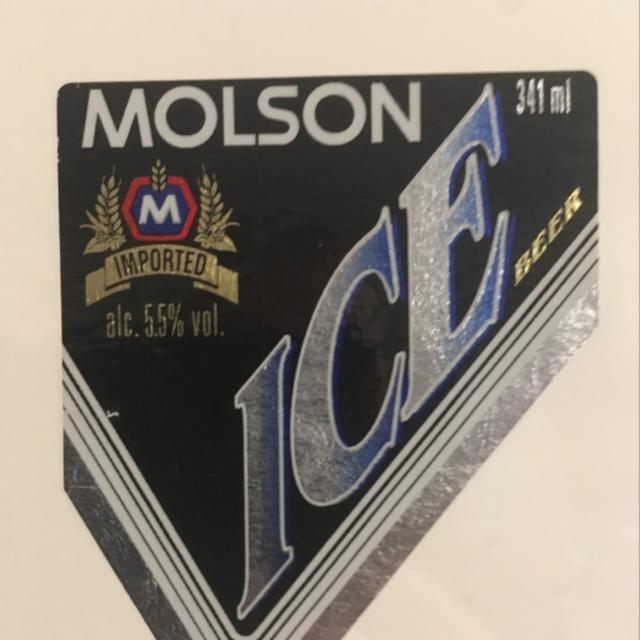 MOLSON
341 ml
M
IMPORTED
alc. 5.5% vol.
ICE
BEER